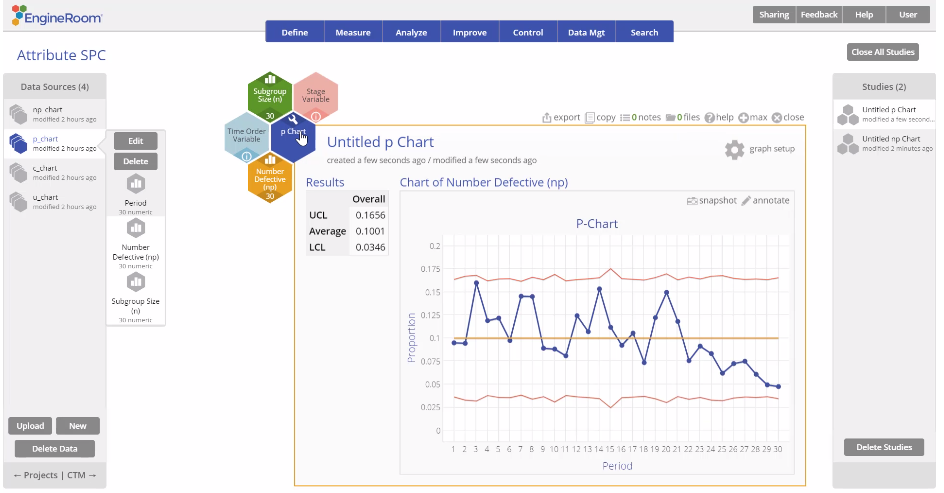 EngineRoom
Sharing Feedback Help User
Define Measure Analyze Improve Control Data Mgt Search
Attribute SPC
Close All Studies
Data Sources (4)
np_chart
modified 2 hours ago
p_chart
modified 2 hours ago
c_chart
modified 2 hours ago
u_chart
modified 2 hours ago
Edit
Delete
Period
30 numeric
Number
Defective (np)
30 numeric
Subgroup Size
(n)
30 numeric
Upload New
Delete Data
← Projects | CTM →
Subgroup
Size (n)
30
Stage
Variable
Time Order
Variable
p Chart
Number
Defective
(np)
30
export copy 0 notes 0 files help max close
Untitled p Chart
created a few seconds ago / modified a few seconds ago
graph setup
Results
Overall
UCL 0.1656
Average 0.1001
LCL 0.0346
Chart of Number Defective (np)
snapshot annotate
P-Chart
Proportion
0.2
0.175
0.15
0.125
0.1
0.075
0.05
0.025
0
1 2 3 4 5 6 7 8 9 10 11 12 13 14 15 16 17 18 19 20 21 22 23 24 25 26 27 28 29 30
Period
Studies (2)
Untitled p Chart
modified a few second...
Untitled np Chart
modified 2 minutes ago
Delete Studies